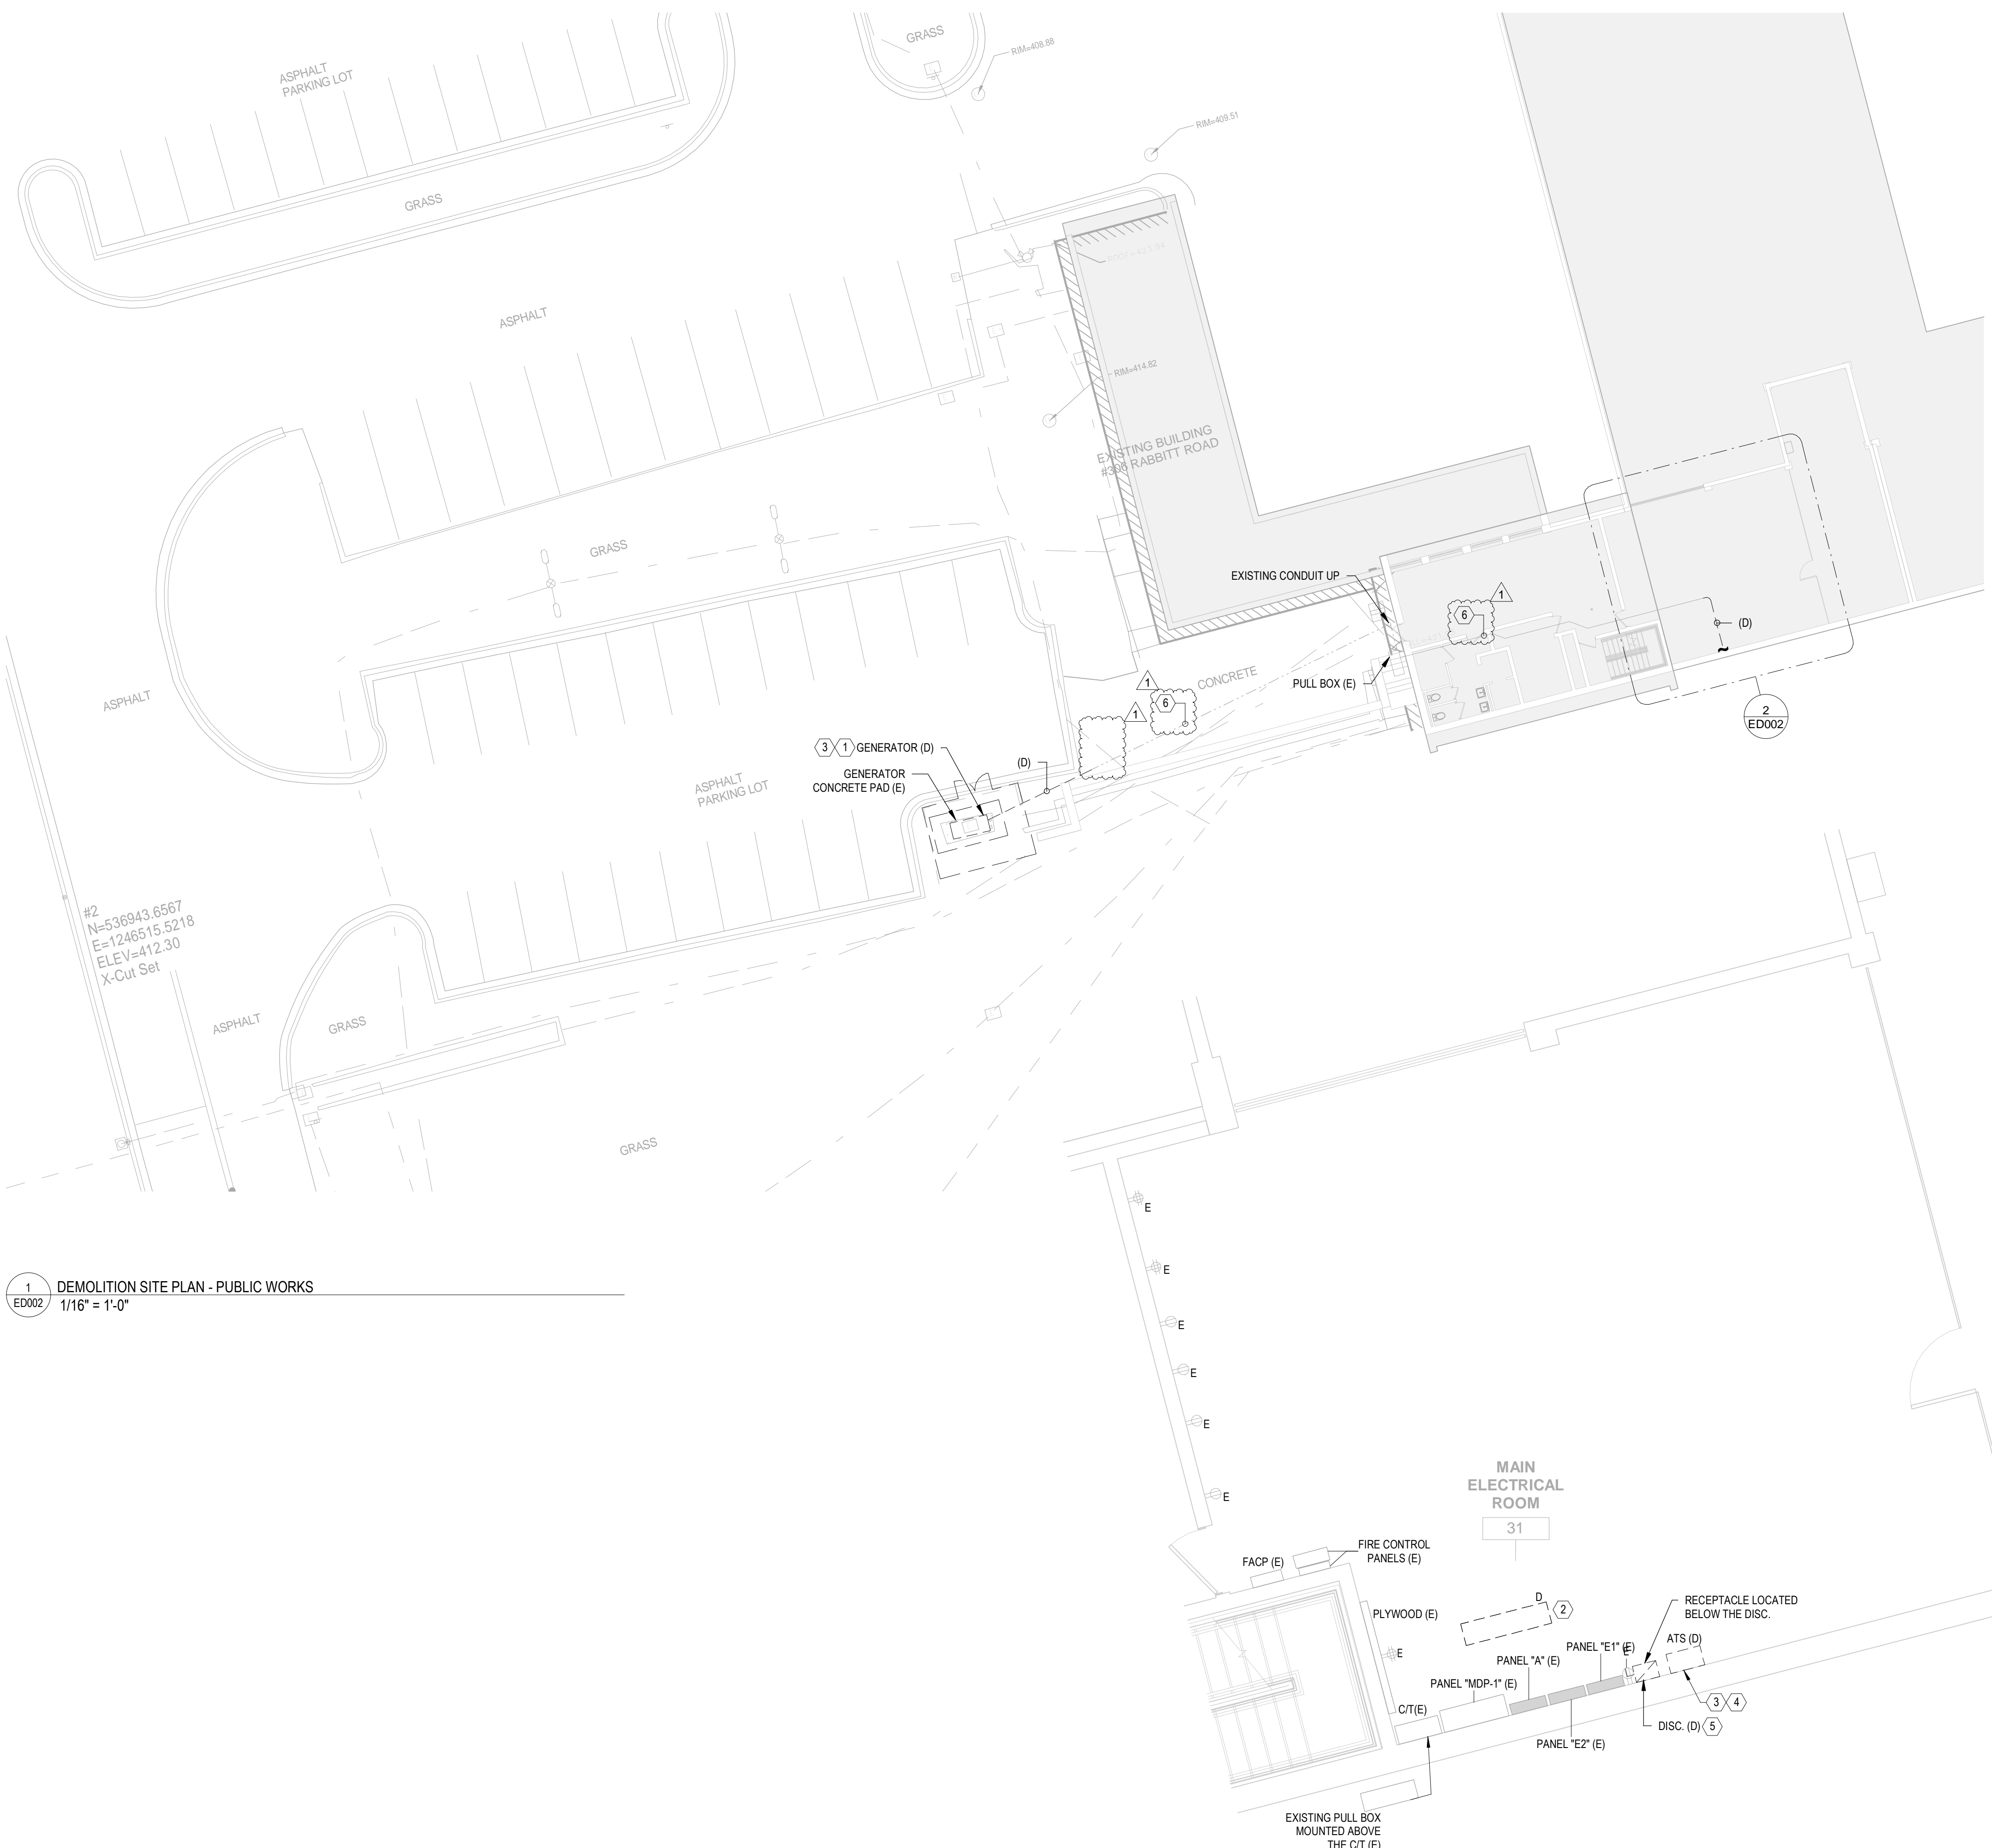 GRASS
RIM=408.88
ASPHALT
PARKING LOT
RIM=409.51
GRASS
ROOF=423.94
ASPHALT
RIM=414.82
EXISTING BUILDING
#306 RABBITT ROAD
GRASS
EXISTING CONDUIT UP
1
6
(D)
PULL BOX (E)
CONCRETE
1
6
1
2
ED002
ASPHALT
3
1
GENERATOR (D)
(D)
GENERATOR
CONCRETE PAD (E)
ASPHALT
PARKING LOT
#2
N=536943.6567
E=1246515.5218
ELEV=412.30
X-Cut Set
ASPHALT
GRASS
GRASS
1
ED002
DEMOLITION SITE PLAN - PUBLIC WORKS
1/16" = 1'-0"
E
E
E
E
E
E
MAIN
ELECTRICAL
ROOM
31
FACP (E)
FIRE CONTROL
PANELS (E)
PLYWOOD (E)
D
2
RECEPTACLE LOCATED
BELOW THE DISC.
E
PANEL "E1" (E)
E
ATS (D)
PANEL "A" (E)
PANEL "MDP-1" (E)
C/T(E)
3
4
DISC. (D)
5
PANEL "E2" (E)
EXISTING PULL BOX
MOUNTED ABOVE
THE C/T (E)